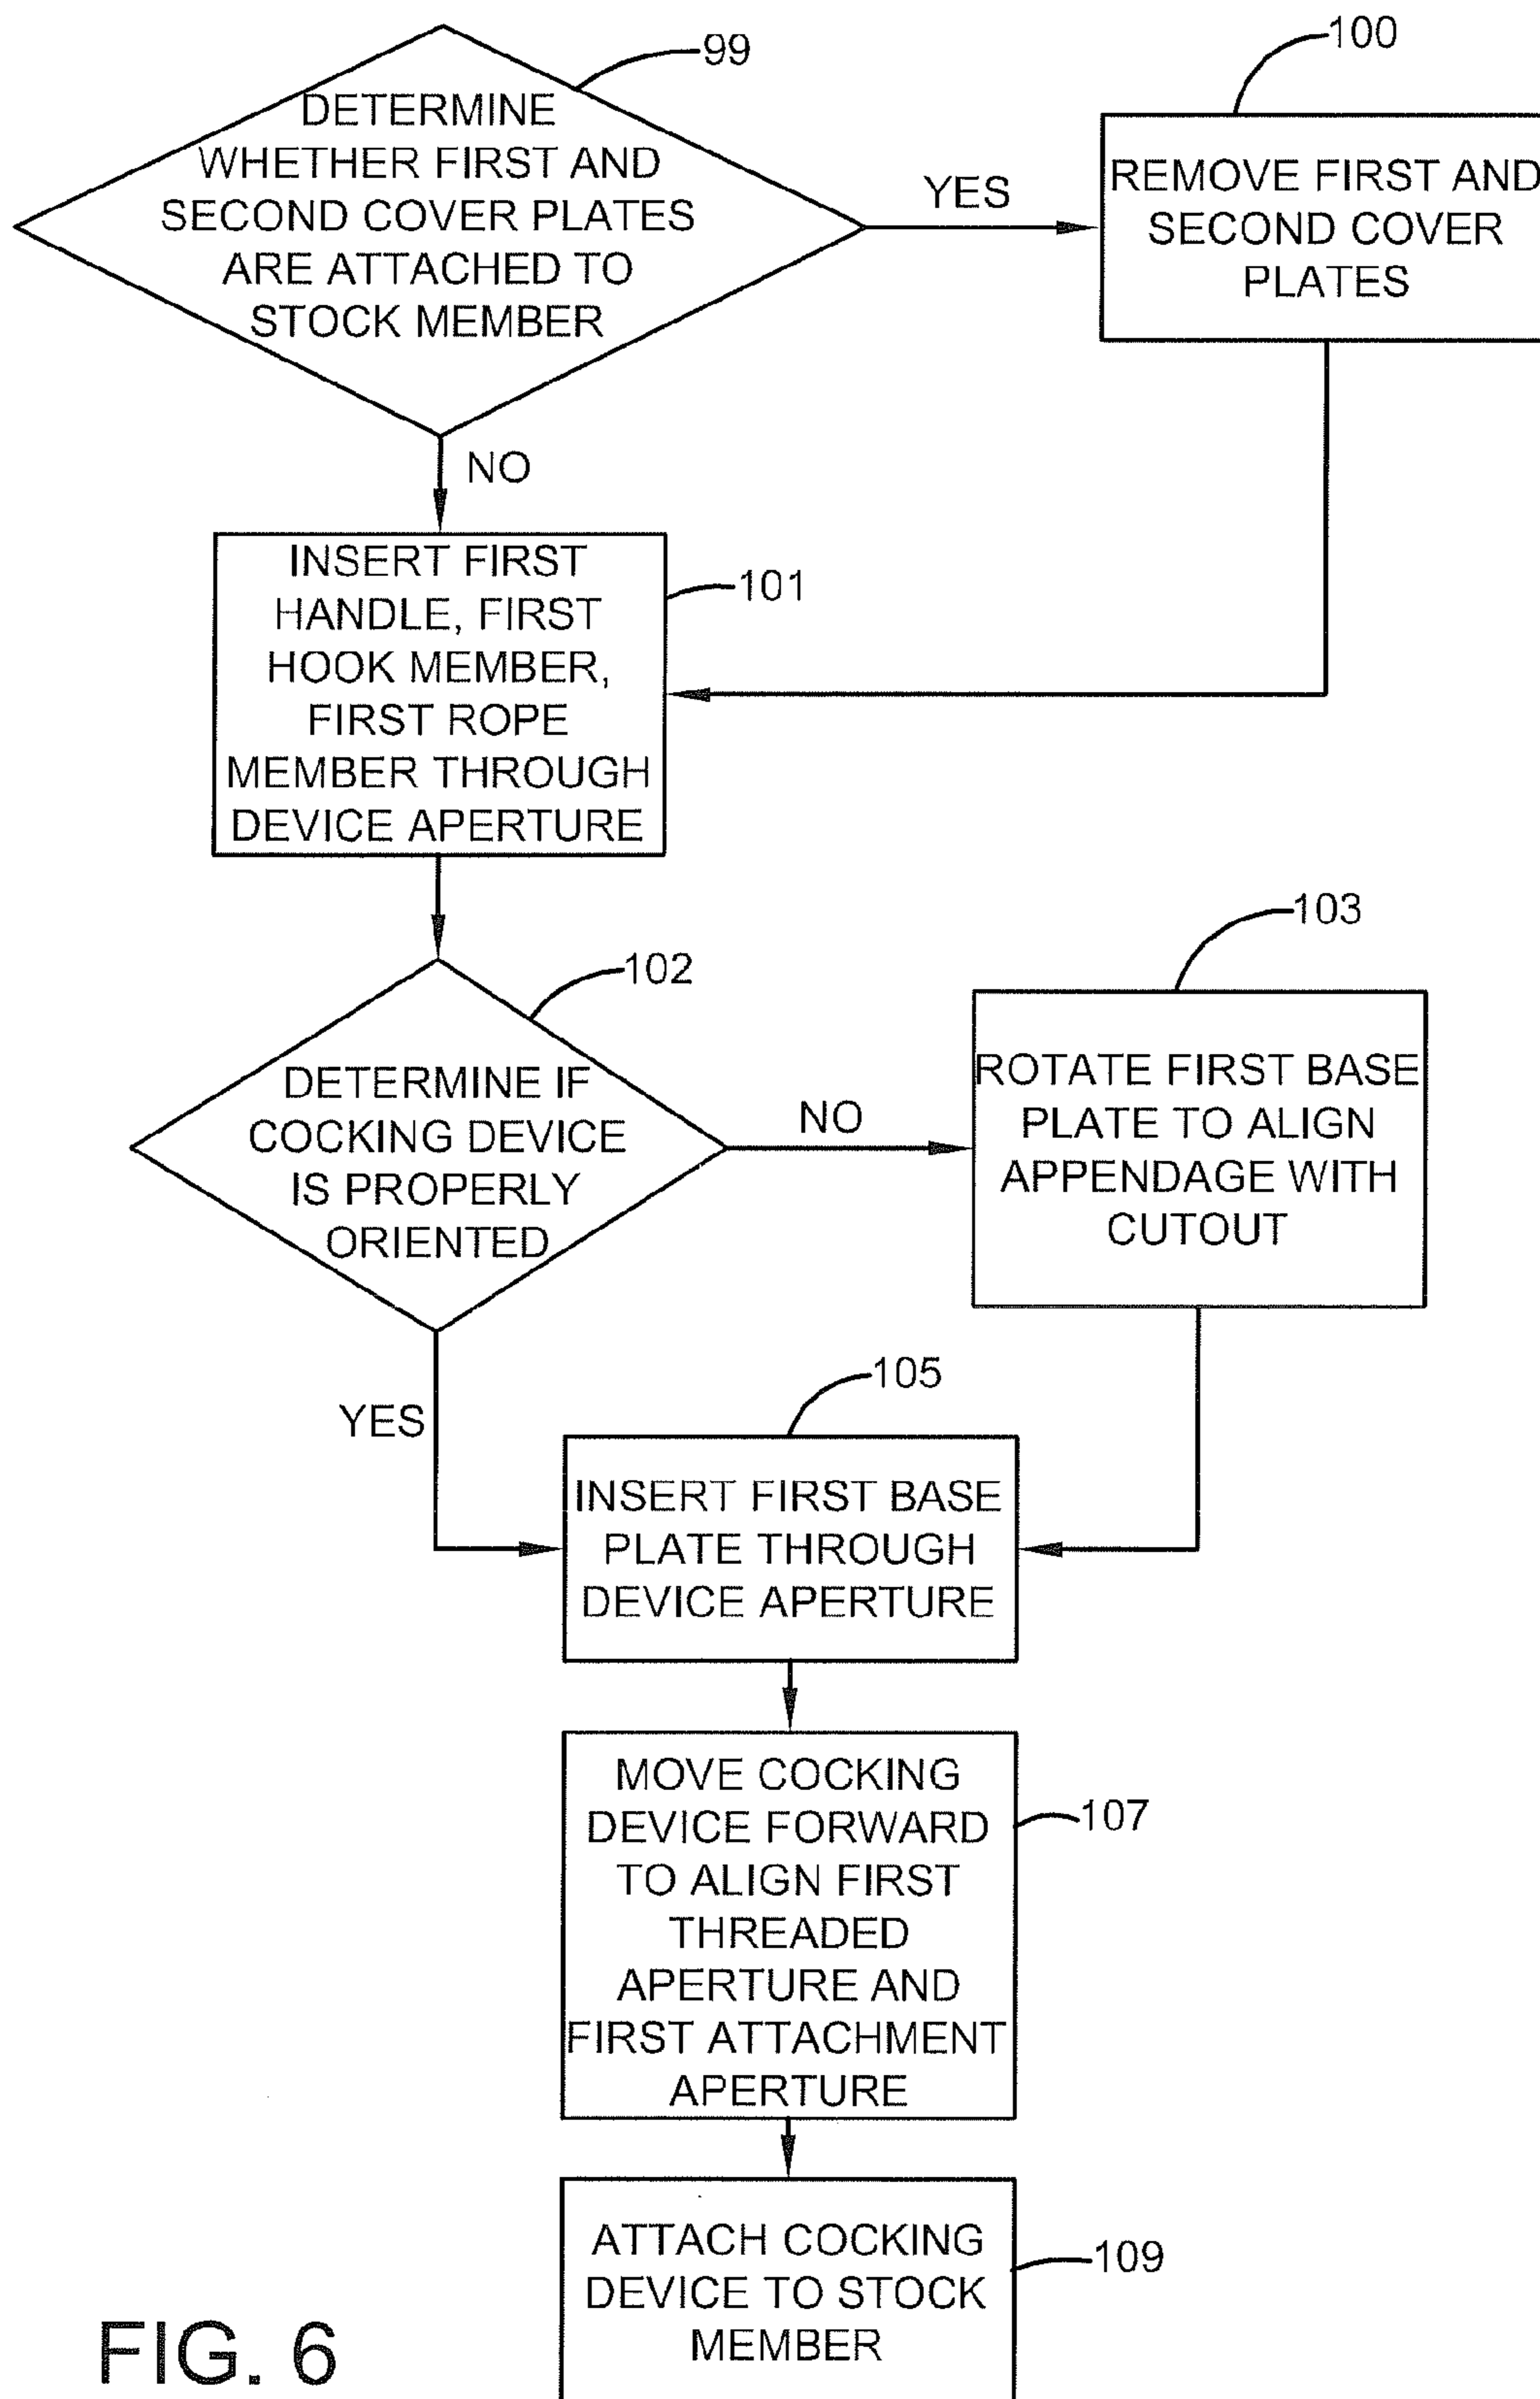 99
DETERMINE
WHETHER FIRST AND
SECOND COVER PLATES
ARE ATTACHED TO
STOCK MEMBER
YES
100
REMOVE FIRST AND
SECOND COVER
PLATES
NO
INSERT FIRST
HANDLE, FIRST
HOOK MEMBER,
FIRST ROPE
MEMBER THROUGH
DEVICE APERTURE
101
102
DETERMINE IF
COCKING DEVICE
IS PROPERLY
ORIENTED
NO
103
ROTATE FIRST BASE
PLATE TO ALIGN
APPENDAGE WITH
CUTOUT
YES
105
INSERT FIRST BASE
PLATE THROUGH
DEVICE APERTURE
MOVE COCKING
DEVICE FORWARD
TO ALIGN FIRST
THREADED
APERTURE AND
FIRST ATTACHMENT
APERTURE
107
ATTACH COCKING
DEVICE TO STOCK
MEMBER
109
FIG. 6